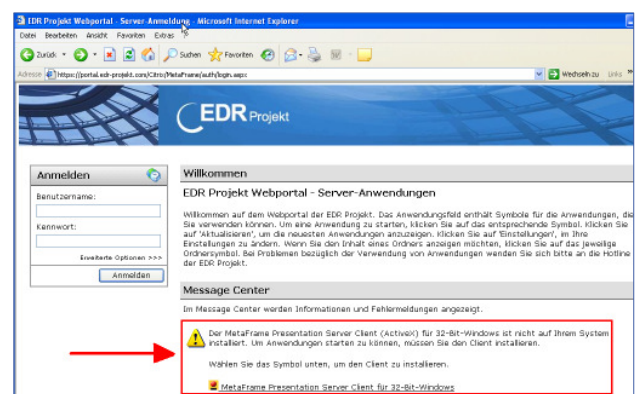 EDR Projekt Webportal - Server-Anmeldung - Microsoft Internet Explorer
Datei Bearbeiten Ansicht Favoriten Extras
Zurück Suchen Favoriten
Adresse https://portal.edr-projekt.com/Citrix/MetaFrame/auth/login.aspx Wechseln zu Links
EDR Projekt
Anmelden
Benutzername:
Kennwort:
Erweiterte Optionen >>>
Anmelden
Willkommen
EDR Projekt Webportal - Server-Anwendungen
Willkommen auf dem Webportal der EDR Projekt. Das Anwendungsfeld enthält Symbole für die Anwendungen, die
Sie verwenden können. Um eine Anwendung zu starten, klicken Sie auf das entsprechende Symbol. Klicken Sie
auf 'Aktualisieren', um die neuesten Anwendungen anzuzeigen. Klicken Sie auf 'Einstellungen', im Ihre
Einstellungen zu ändern. Wenn Sie den Inhalt eines Ordners anzeigen möchten, klicken Sie auf das jeweilige
Ordnersymbol. Bei Problemen bezüglich der Verwendung von Anwendungen wenden Sie sich bitte an die Hotline
der EDR Projekt.
Message Center
Im Message Center werden Informationen und Fehlermeldungen angezeigt.
Der MetaFrame Presentation Server Client (ActiveX) für 32-Bit-Windows ist nicht auf Ihrem System
installiert. Um Anwendungen starten zu können, müssen Sie den Client installieren.
Wählen Sie das Symbol unten, um den Client zu installieren.
MetaFrame Presentation Server Client für 32-Bit-Windows